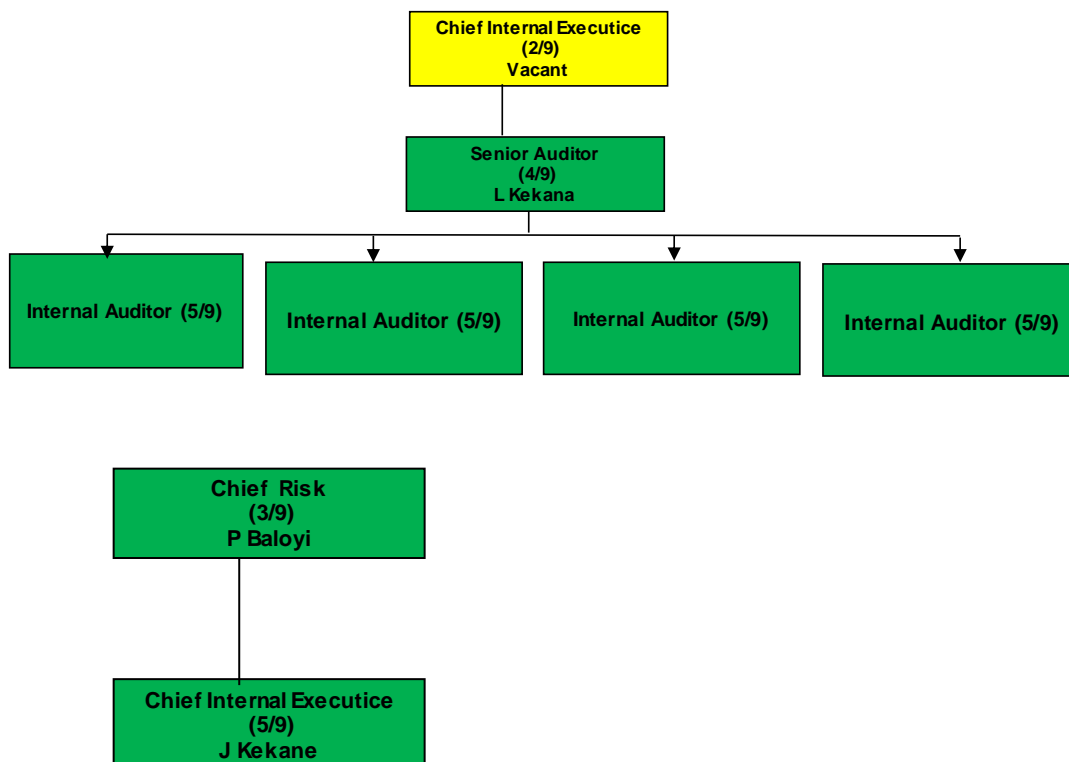 Chief Internal Executice
(2/9)
Vacant
Senior Auditor
(4/9)
L Kekana
Internal Auditor (5/9)
Internal Auditor (5/9)
Internal Auditor (5/9)
Internal Auditor (5/9)
Chief Risk
(3/9)
P Baloyi
Chief Internal Executice
(5/9)
J Kekane